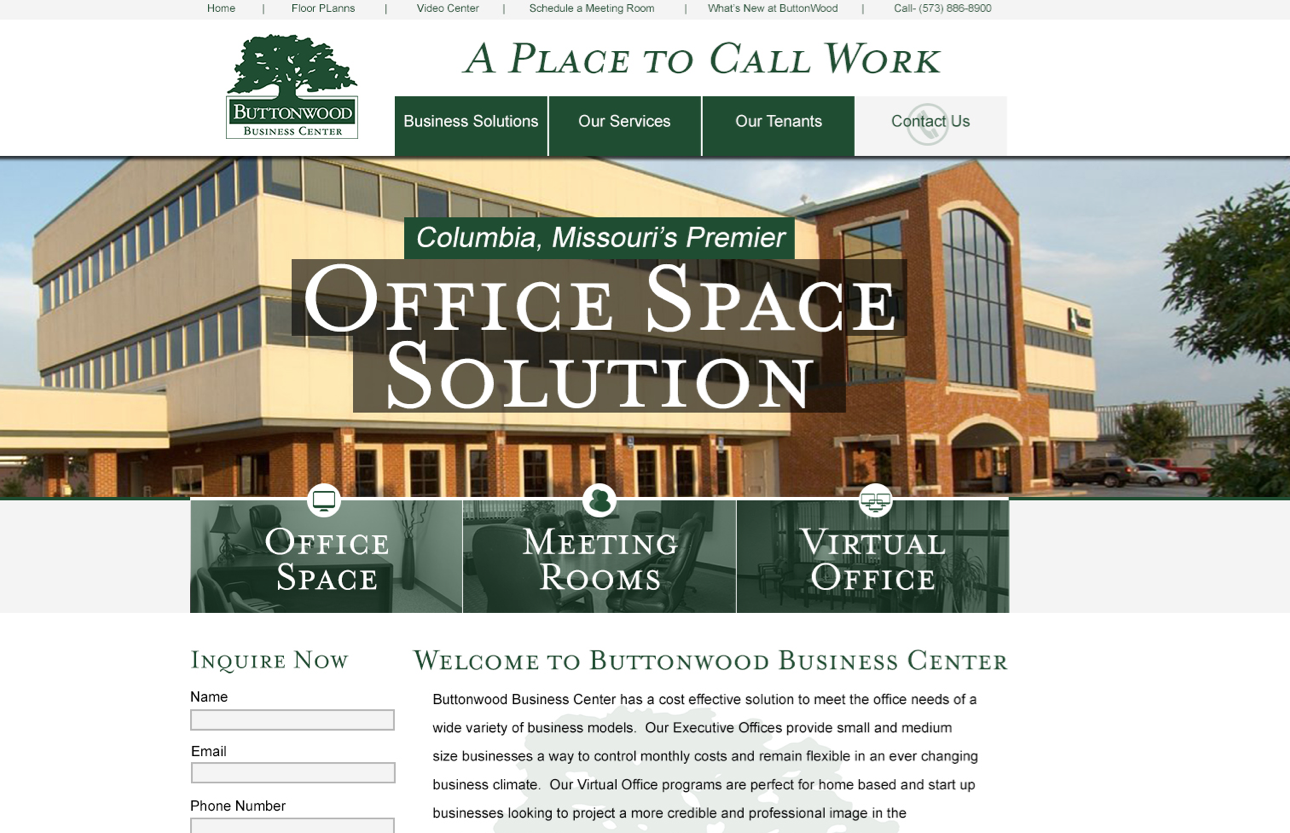 Home | Floor PLanns | Video Center | Schedule a Meeting Room | What's New at ButtonWood | Call- (573) 886-8900
A Place to Call Work
Buttonwood
Business Center
Business Solutions Our Services Our Tenants Contact Us
Columbia, Missouri's Premier
Office Space
Solution
Office
Space
Meeting
Rooms
Virtual
Office
Inquire Now
Name
Email
Phone Number
Welcome to Buttonwood Business Center
Buttonwood Business Center has a cost effective solution to meet the office needs of a
wide variety of business models. Our Executive Offices provide small and medium
size businesses a way to control monthly costs and remain flexible in an ever changing
business climate. Our Virtual Office programs are perfect for home based and start up
businesses looking to project a more credible and professional image in the